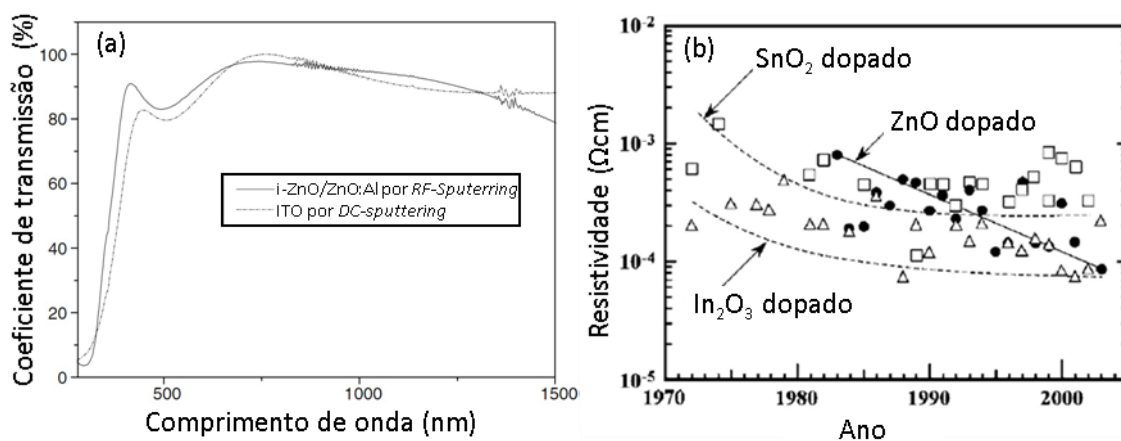 (a)
Coeficiente de transmissão (%)
100
80
60
40
20
0
i-ZnO/ZnO:Al por RF-Sputerring
ITO por DC-sputtering
500
1000
1500
Comprimento de onda (nm)
(b)
SnO₂ dopado
ZnO dopado
In₂O₃ dopado
Resistividade (Ωcm)
10⁻²
10⁻³
10⁻⁴
10⁻⁵
1970
1980
1990
2000
Ano